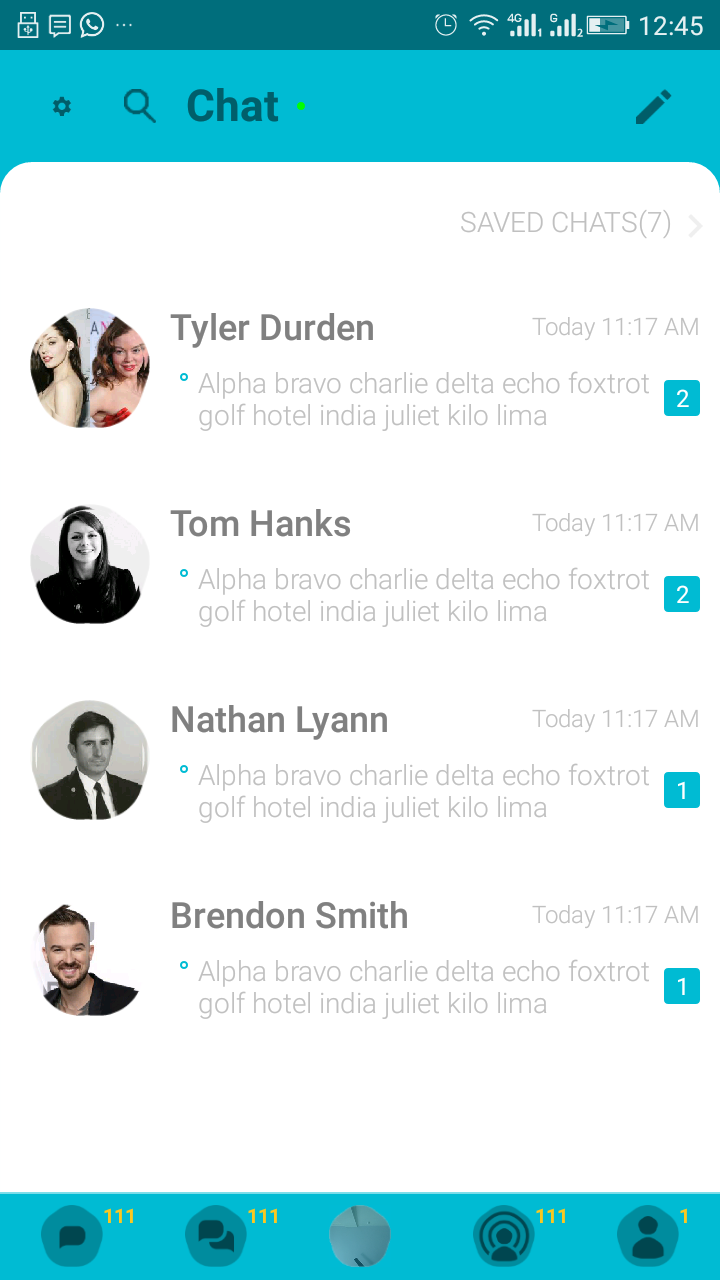 4G 1 G 2 12:45
Chat
SAVED CHATS(7)
Tyler Durden
Today 11:17 AM
Alpha bravo charlie delta echo foxtrot
golf hotel india juliet kilo lima
2
Tom Hanks
Today 11:17 AM
Alpha bravo charlie delta echo foxtrot
golf hotel india juliet kilo lima
2
Nathan Lyann
Today 11:17 AM
Alpha bravo charlie delta echo foxtrot
golf hotel india juliet kilo lima
1
Brendon Smith
Today 11:17 AM
Alpha bravo charlie delta echo foxtrot
golf hotel india juliet kilo lima
1
111 111 111 1